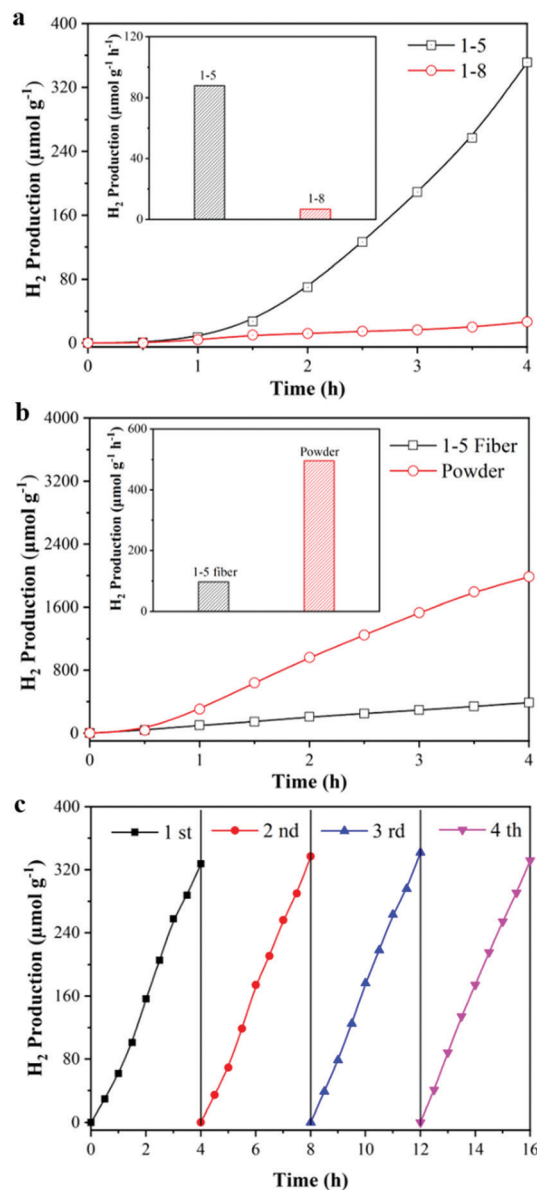 a
400
320
240
160
80
0
H₂ Production (μmol g⁻¹)
0 1 2 3 4
Time (h)
1-5
1-8
120
80
40
0
H₂ Production (μmol g⁻¹ h⁻¹)
1-5
1-8
b
4000
3200
2400
1600
800
0
H₂ Production (μmol g⁻¹)
0 1 2 3 4
Time (h)
1-5 Fiber
Powder
600
400
200
0
H₂ Production (μmol g⁻¹ h⁻¹)
1-5 fiber
Powder
c
400
320
240
160
80
0
H₂ Production (μmol g⁻¹)
1 st 2 nd 3 rd 4 th
0 2 4 6 8 10 12 14 16
Time (h)